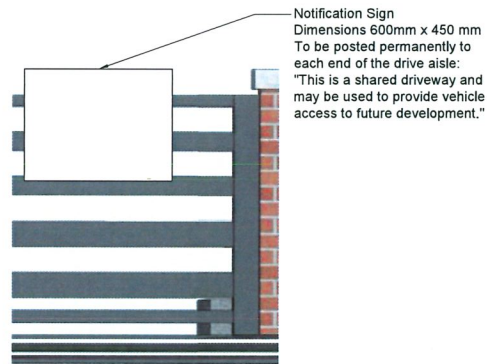 Notification Sign
Dimensions 600mm x 450 mm
To be posted permanently to
each end of the drive aisle:
"This is a shared driveway and
may be used to provide vehicle
access to future development."